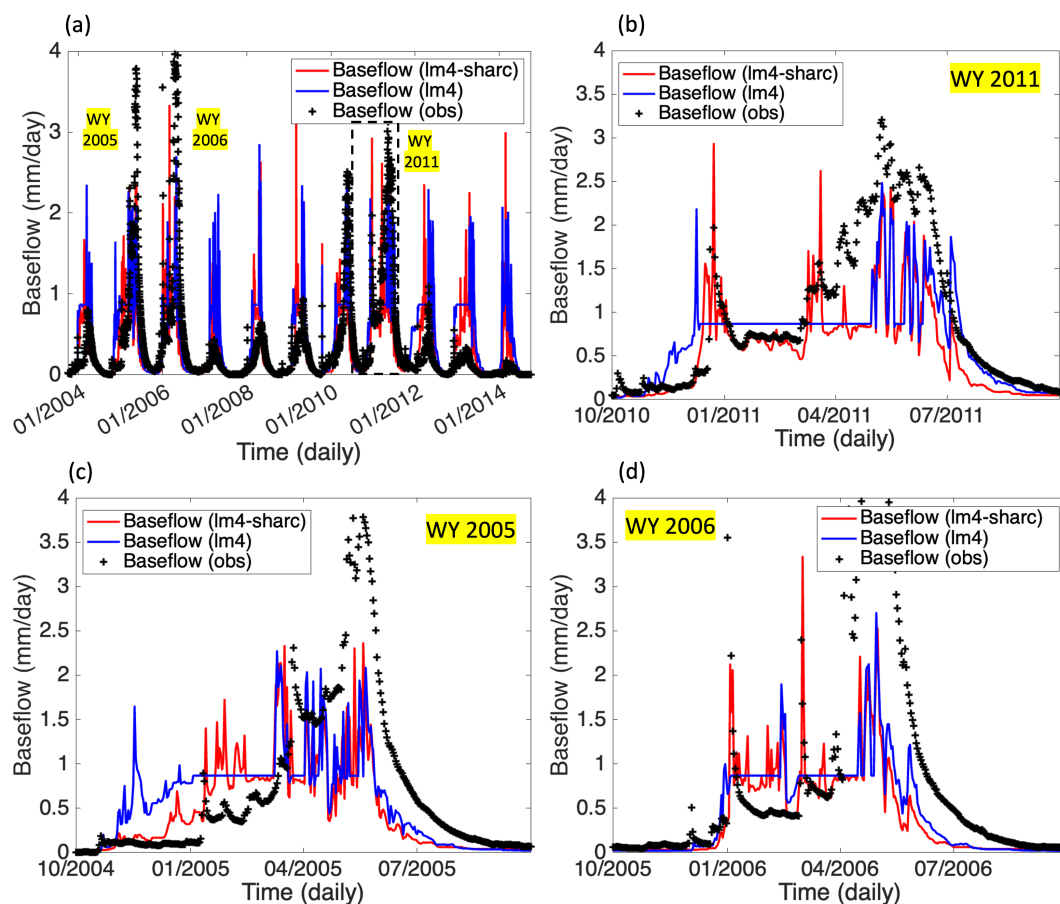 (a)
Baseflow (mm/day)
4
3
2
1
0
WY
2005
WY
2006
WY
2011
Baseflow (lm4-sharc)
Baseflow (lm4)
Baseflow (obs)
01/2004
01/2006
01/2008
01/2010
01/2012
01/2014
Time (daily)
(b)
Baseflow (mm/day)
4
3.5
3
2.5
2
1.5
1
0.5
0
Baseflow (lm4-sharc)
Baseflow (lm4)
Baseflow (obs)
WY 2011
10/2010
01/2011
04/2011
07/2011
Time (daily)
(c)
Baseflow (mm/day)
4
3.5
3
2.5
2
1.5
1
0.5
0
Baseflow (lm4-sharc)
Baseflow (lm4)
Baseflow (obs)
WY 2005
10/2004
01/2005
04/2005
07/2005
Time (daily)
(d)
Baseflow (mm/day)
4
3.5
3
2.5
2
1.5
1
0.5
0
WY 2006
Baseflow (lm4-sharc)
Baseflow (lm4)
Baseflow (obs)
10/2005
01/2006
04/2006
07/2006
Time (daily)